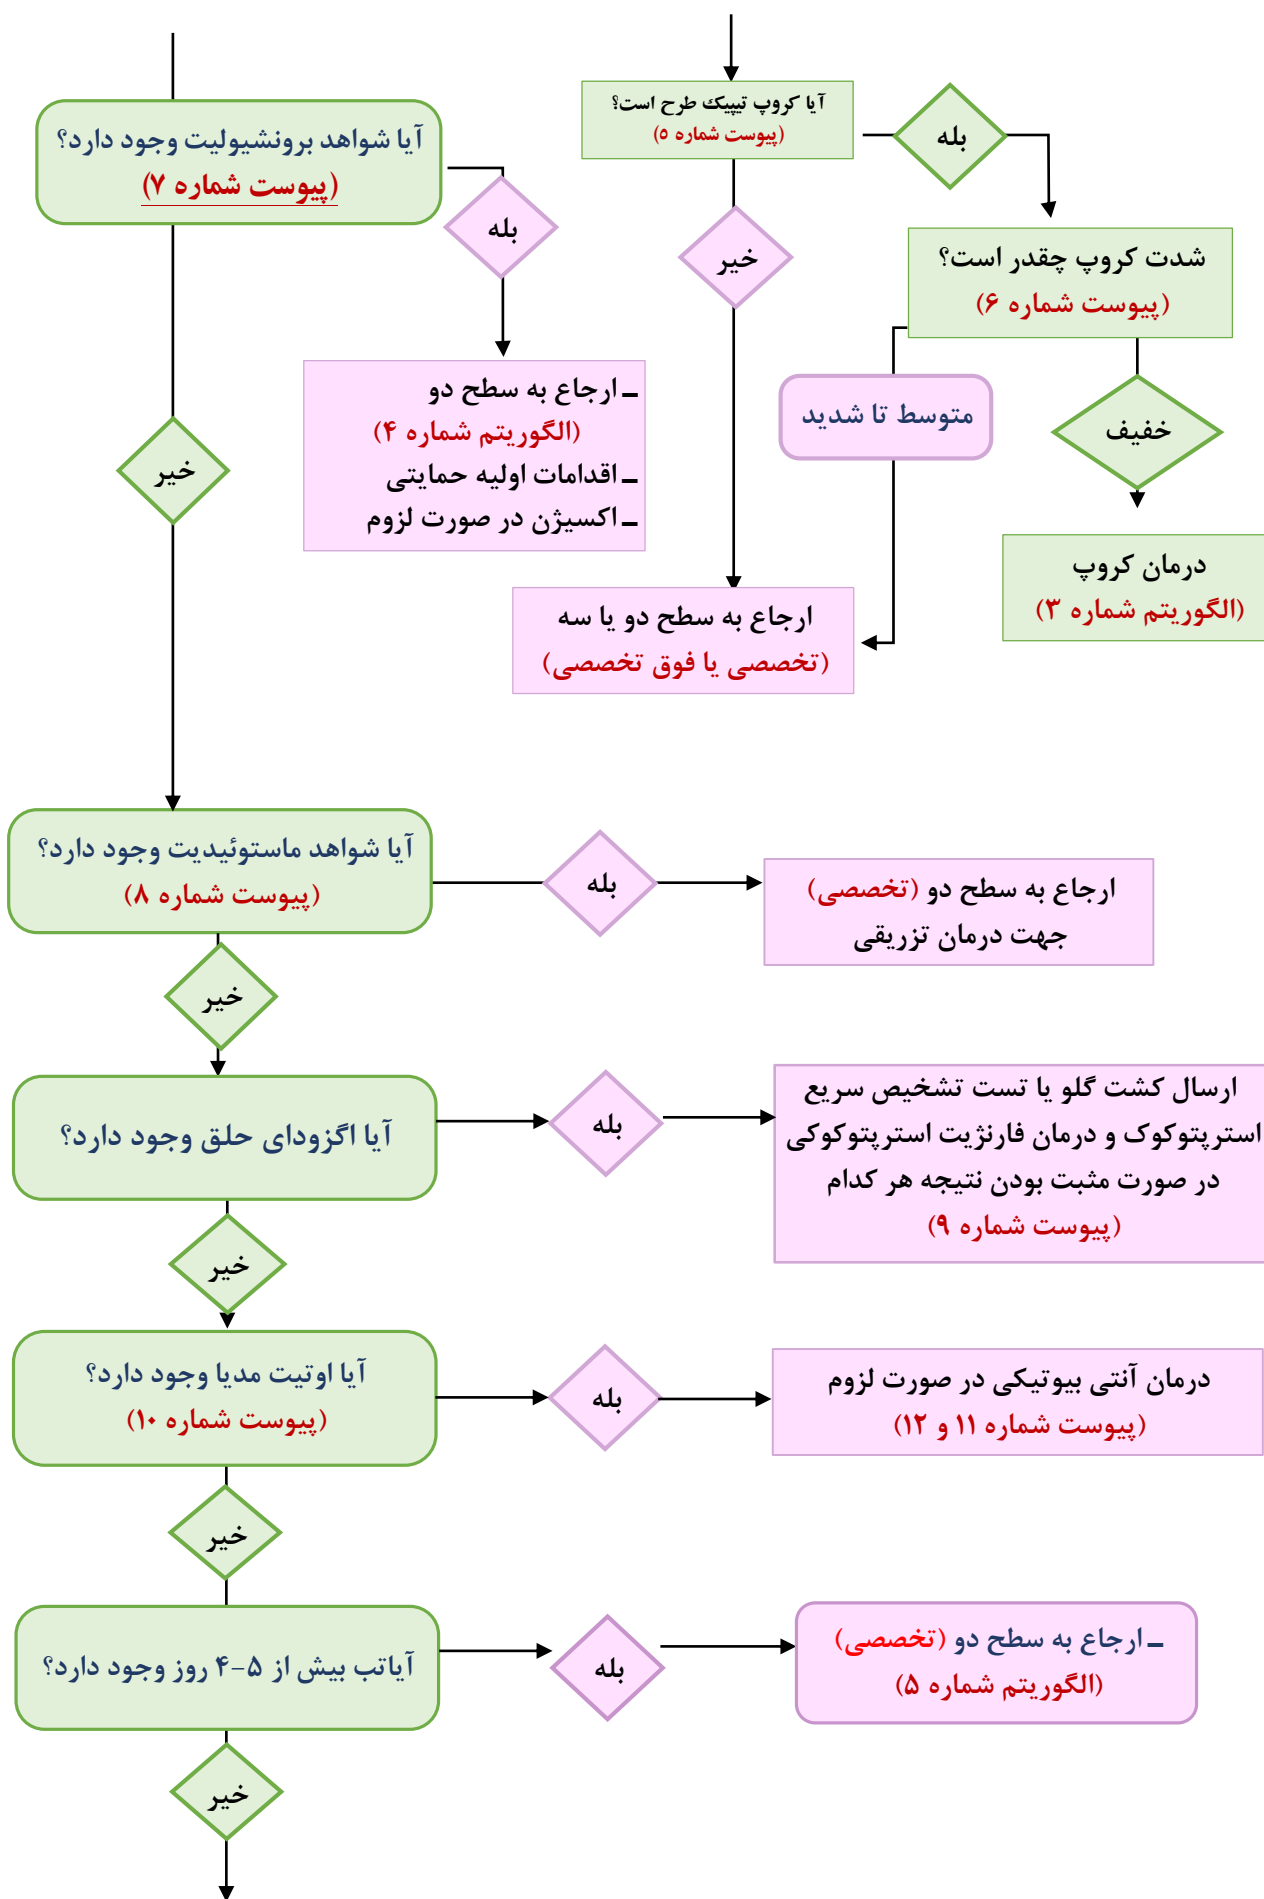 آیا کروپ تیپیک طرح است؟
(پیوست شماره ۵)
بله
خیر
شدت کروپ چقدر است؟
(پیوست شماره ۶)
متوسط تا شدید
خفیف
درمان کروپ
(الگوریتم شماره ۳)
ارجاع به سطح دو یا سه
(تخصصی یا فوق تخصصی)
آیا شواهد برونشیولیت وجود دارد؟
(پیوست شماره ۷)
بله
ـ ارجاع به سطح دو
(الگوریتم شماره ۴)
ـ اقدامات اولیه حمایتی
ـ اکسیژن در صورت لزوم
خیر
آیا شواهد ماستوئیدیت وجود دارد؟
(پیوست شماره ۸)
بله
ارجاع به سطح دو (تخصصی)
جهت درمان تزریقی
خیر
آیا اگزودای حلق وجود دارد؟
بله
ارسال کشت گلو یا تست تشخیص سریع
استرپتوکوک و درمان فارنژیت استرپتوکوکی
در صورت مثبت بودن نتیجه هر کدام
(پیوست شماره ۹)
خیر
آیا اوتیت مدیا وجود دارد؟
(پیوست شماره ۱۰)
بله
درمان آنتی بیوتیکی در صورت لزوم
(پیوست شماره ۱۱ و ۱۲)
خیر
آیاتب بیش از ۵-۴ روز وجود دارد؟
بله
ـ ارجاع به سطح دو (تخصصی)
(الگوریتم شماره ۵)
خیر